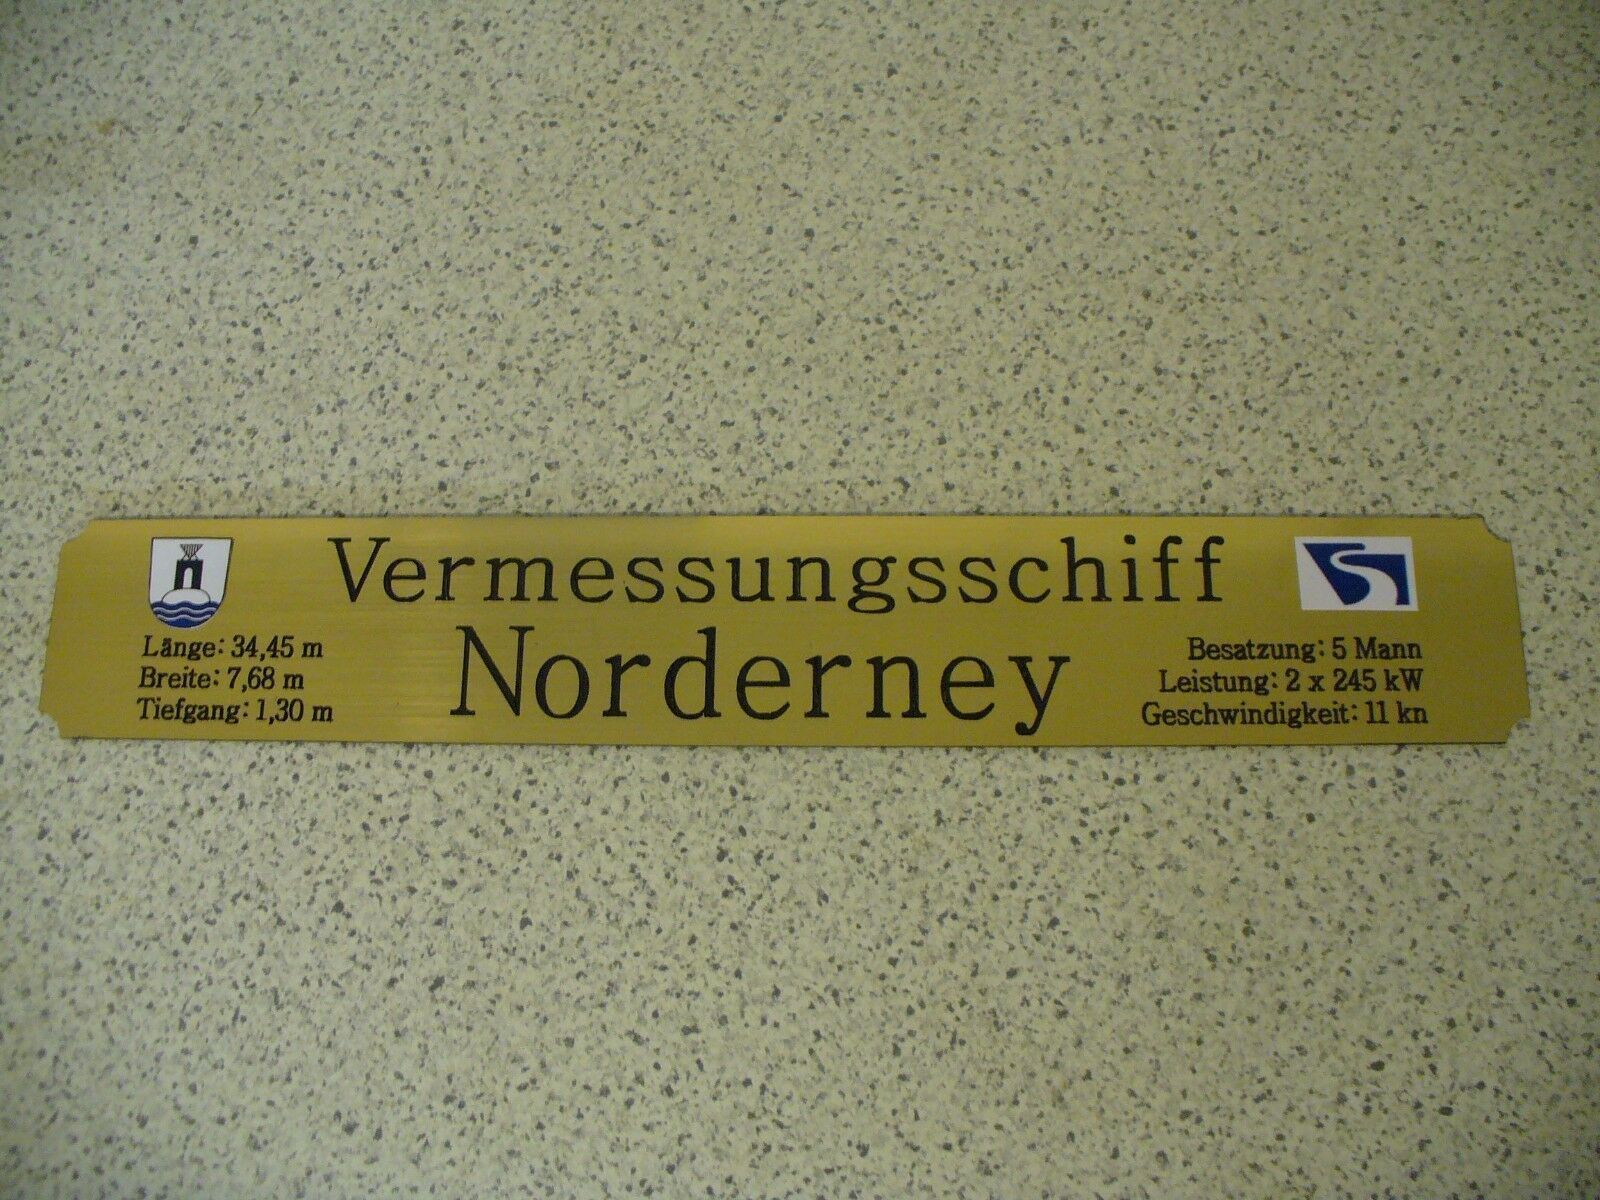 Vermessungsschiff
Norderney
Länge: 34,45 m
Breite: 7,68 m
Tiefgang: 1,30 m
Besatzung: 5 Mann
Leistung: 2 x 245 kW
Geschwindigkeit: 11 kn